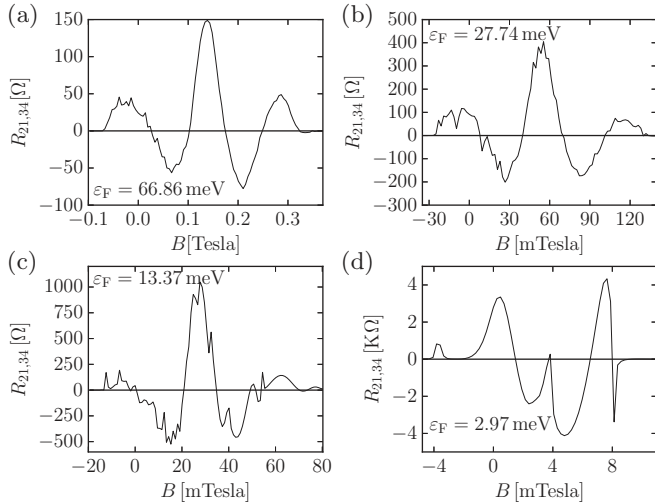 (a)
150
100
50
0
−50
−100
−0.1 0.0 0.1 0.2 0.3
R21,34 [Ω]
B [Tesla]
εF = 66.86 meV
(b)
500
400
300
200
100
0
−100
−200
−300
−30 0 30 60 90 120
R21,34 [Ω]
B [mTesla]
εF = 27.74 meV
(c)
1000
750
500
250
0
−250
−500
−20 0 20 40 60 80
R21,34 [Ω]
B [mTesla]
εF = 13.37 meV
(d)
4
2
0
−2
−4
−4 0 4 8
R21,34 [KΩ]
B [mTesla]
εF = 2.97 meV